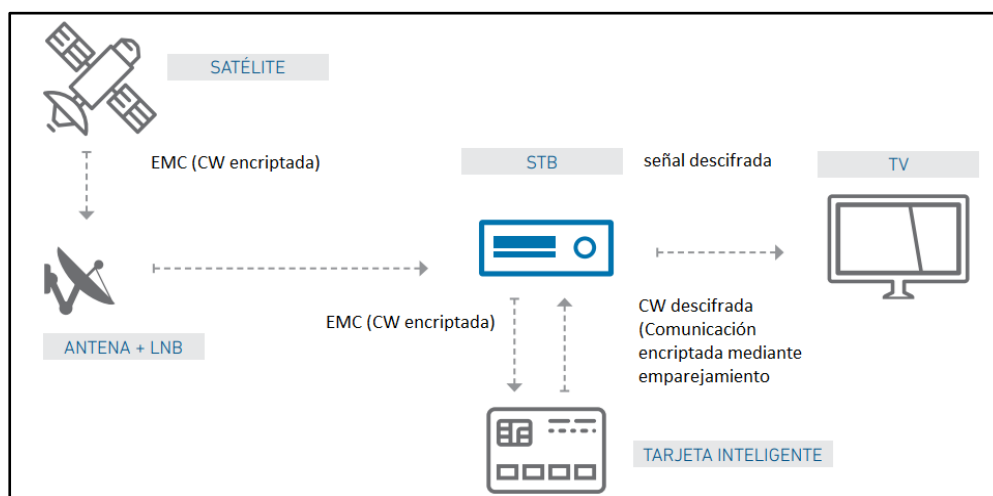 SATÉLITE
EMC (CW encriptada)
STB
señal descifrada
TV
EMC (CW encriptada)
CW descifrada
(Comunicación
encriptada mediante
emparejamiento
ANTENA + LNB
TARJETA INTELIGENTE